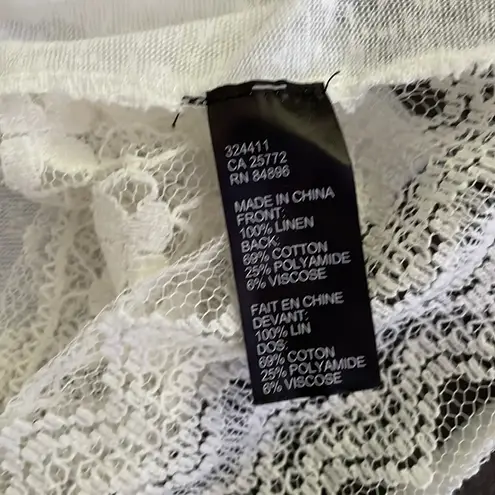 324411
CA 25772
RN 84896
MADE IN CHINA
FRONT:
100% LINEN
BACK:
69% COTTON
25% POLYAMIDE
6% VISCOSE
FAIT EN CHINE
DEVANT:
100% LIN
DOS:
69% COTON
25% POLYAMIDE
6% VISCOSE